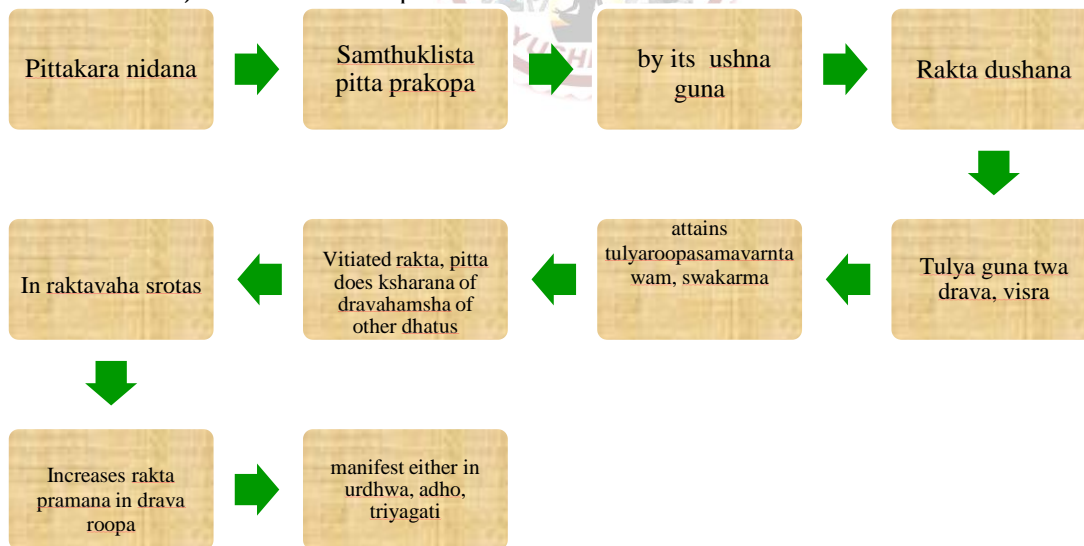 Pittakara nidana
Samthuklista
pitta prakopa
by its ushna
guna
Rakta dushana
Tulya guna twa
drava, visra
attains
tulyaroopasamavarnta
wam, swakarma
Vitiated rakta, pitta
does ksharana of
dravahamsha of
other dhatus
In raktavaha srotas
Increases rakta
pramana in drava
roopa
manifest either in
urdhwa, adho,
triyagati